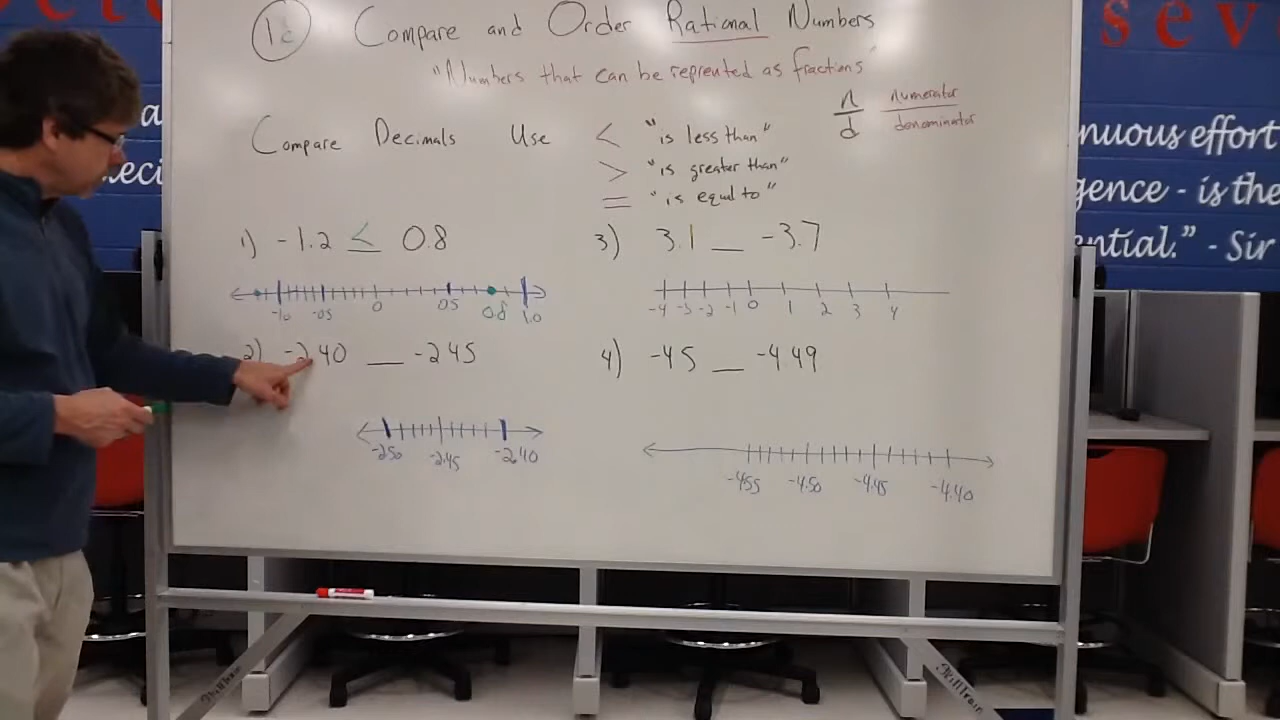 1c Compare and Order Rational Numbers
"Numbers that can be reprented as fractions"
n/d numerator/denominator
Compare Decimals Use < "is less than"
> "is greater than"
= "is equal to"
1) -1.2 < 0.8
-1.0 -0.5 0 0.5 0.8 1.0
2) -2.40 __ -2.45
-2.50 -2.45 -2.40
3) 3.1 __ -3.7
-4 -3 -2 -1 0 1 2 3 4
4) -4.5 __ -4.49
-4.55 -4.50 -4.45 -4.40
seve
nuous effort
gence - is the
ential." - Sir